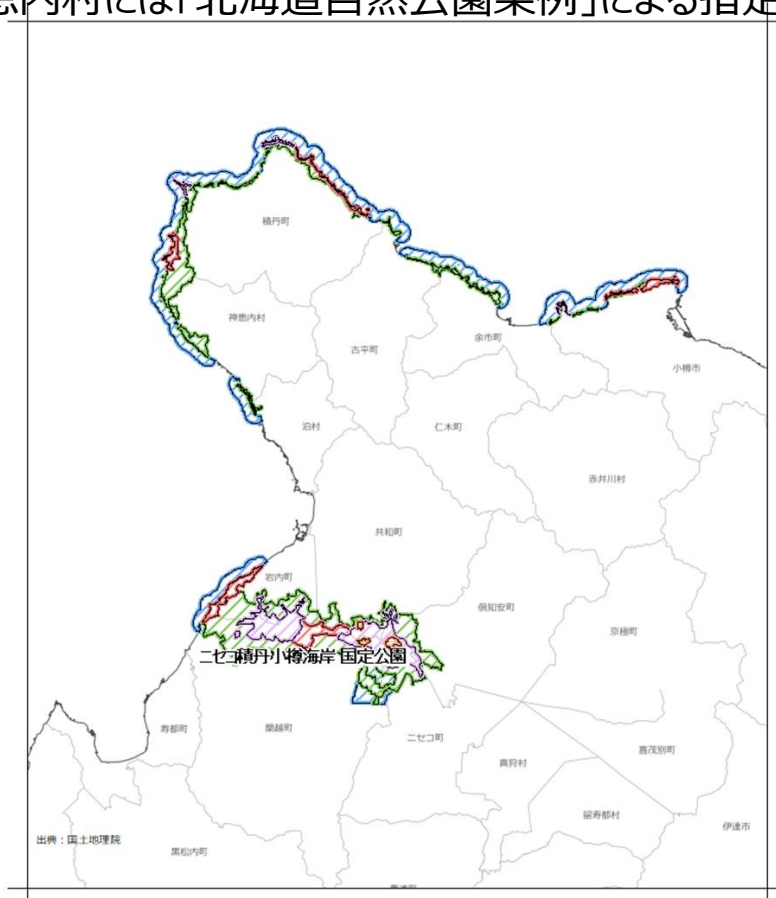 恵内村には「北海道自然公園条例」による指定
積丹町
神恵内村
古平町
余市町
小樽市
泊村
仁木町
赤井川村
共和町
岩内町
倶知安町
京極町
ニセコ積丹小樽海岸 国定公園
寿都町
蘭越町
ニセコ町
喜茂別町
真狩村
留寿都村
伊達市
出典：国土地理院
黒松内町